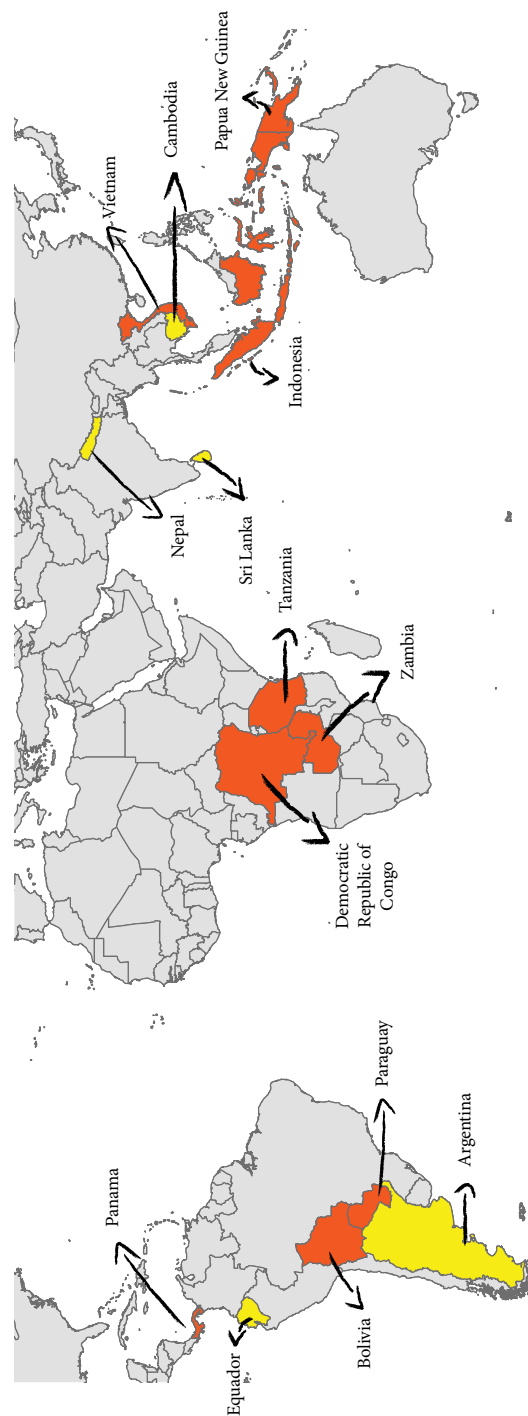 Panama
Equador
Bolivia
Paraguay
Argentina
Democratic
Republic of
Congo
Zambia
Tanzania
Sri Lanka
Nepal
Indonesia
Vietnam
Cambodia
Papua New Guinea